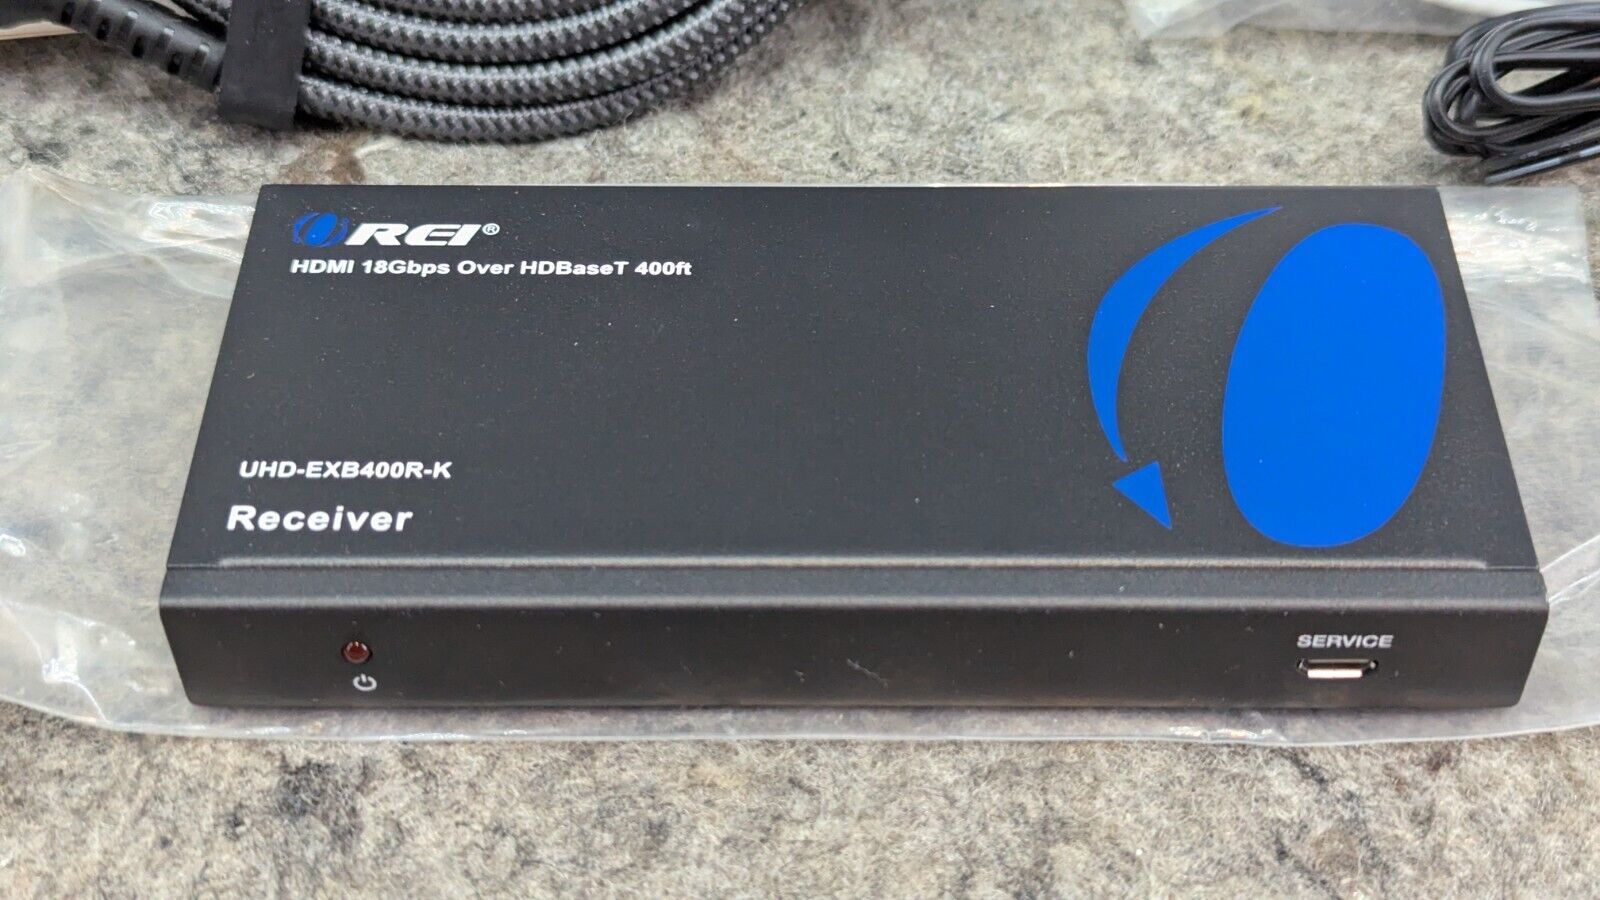 OREI®
HDMI 18Gbps Over HDBaseT 400ft
UHD-EXB400R-K
Receiver
SERVICE